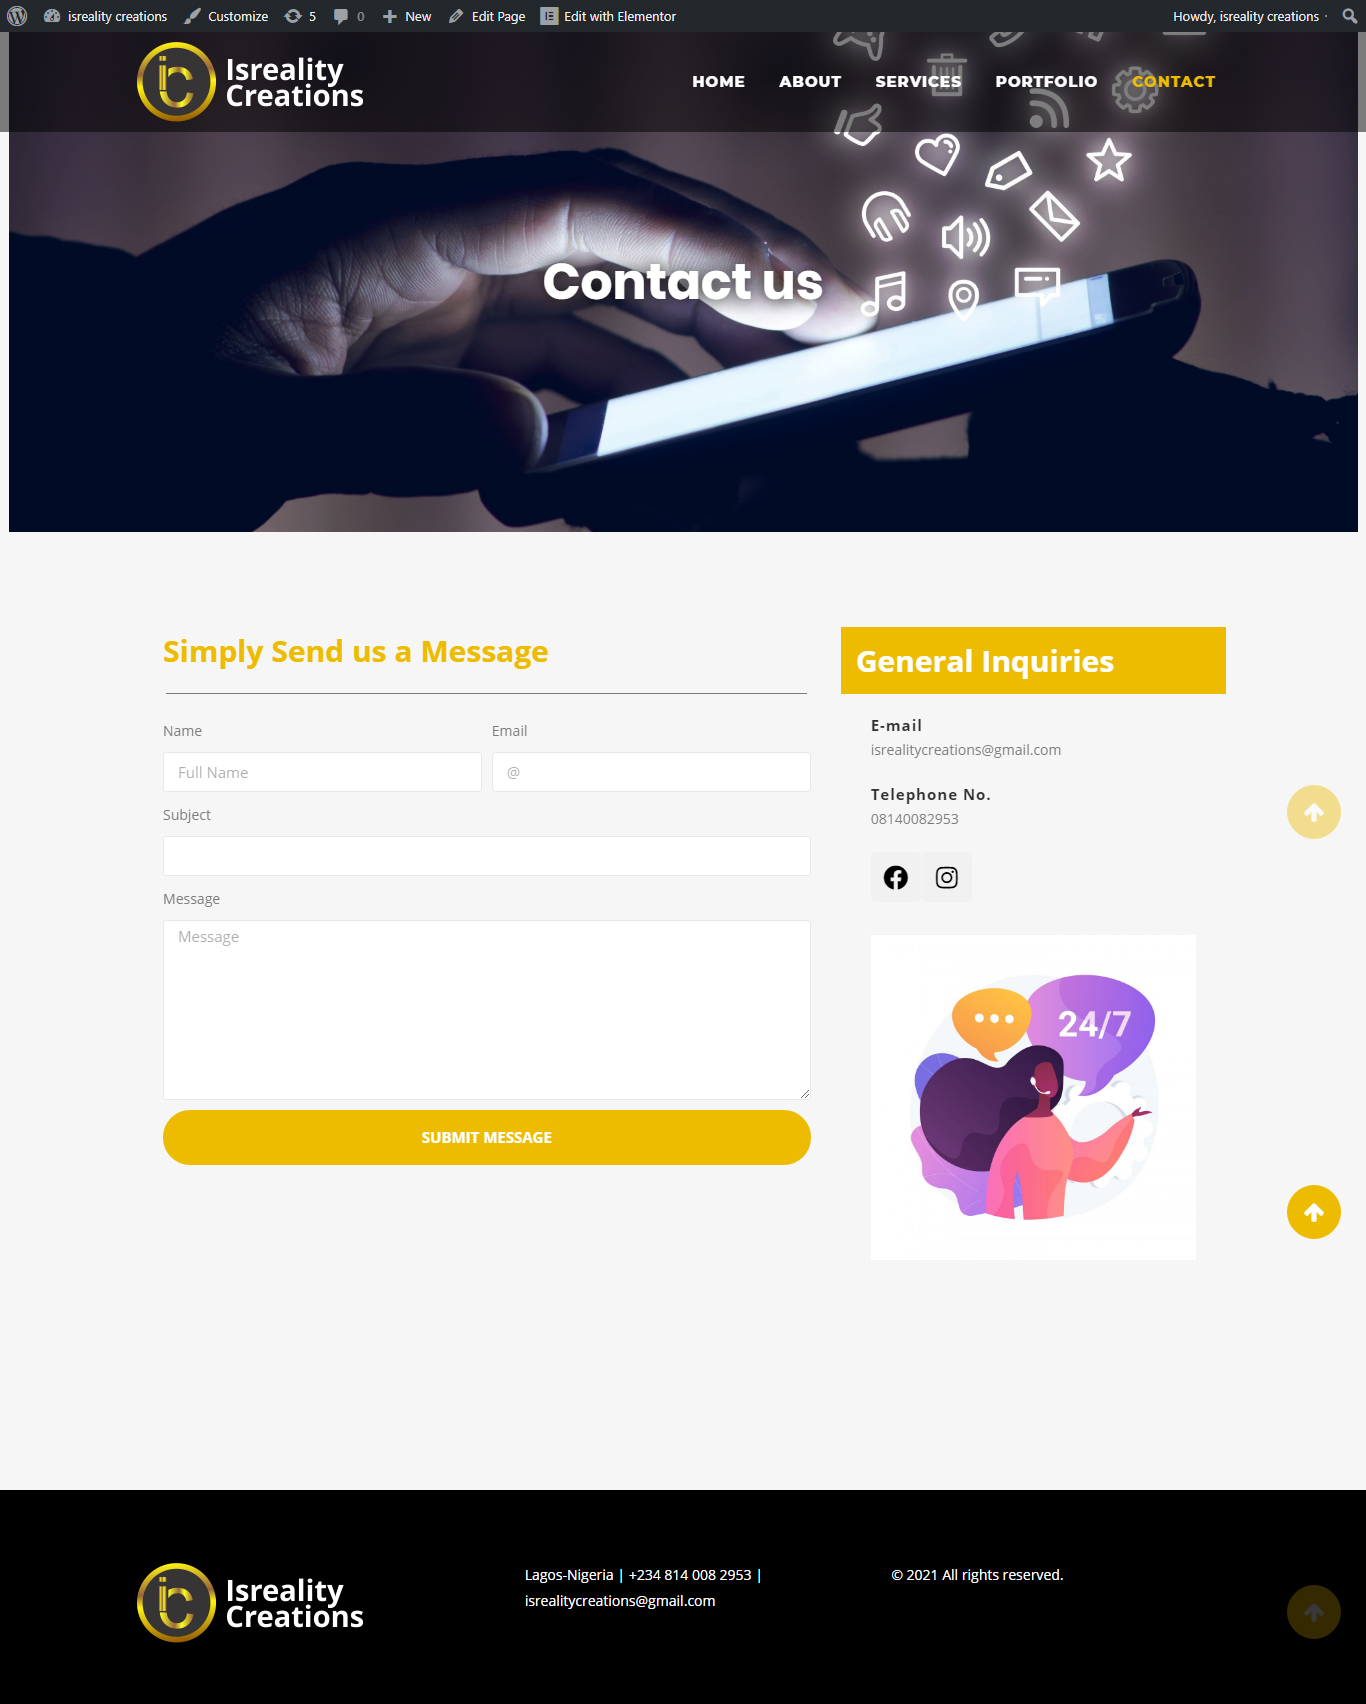 isreality creations Customize 5 0 New Edit Page Edit with Elementor Howdy, isreality creations
Isreality
Creations
HOME ABOUT SERVICES PORTFOLIO CONTACT
Contact us
Simply Send us a Message
General Inquiries
Name Email
Full Name @
Subject
Message
Message
SUBMIT MESSAGE
E-mail
isrealitycreations@gmail.com
Telephone No.
08140082953
24/7
Isreality
Creations
Lagos-Nigeria | +234 814 008 2953 |
isrealitycreations@gmail.com
© 2021 All rights reserved.